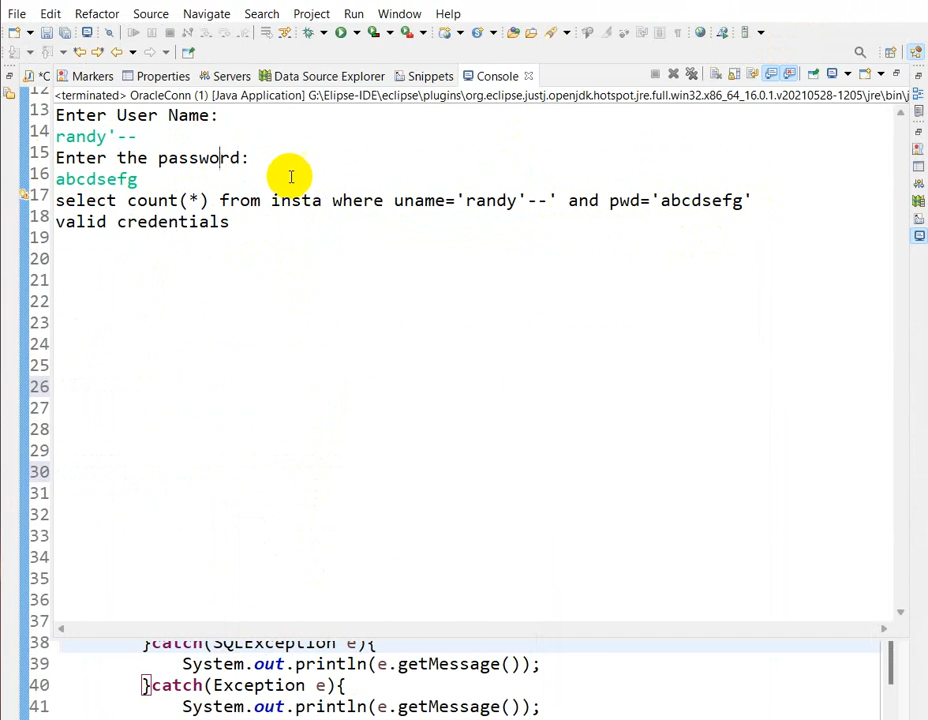 File Edit Refactor Source Navigate Search Project Run Window Help
*C Markers Properties Servers Data Source Explorer Snippets Console
<terminated> OracleConn (1) [Java Application] G:\Elipse-IDE\eclipse\plugins\org.eclipse.justj.openjdk.hotspot.jre.full.win32.x86_64_16.0.1.v20210528-1205\jre\bin\j
12
13 Enter User Name:
14 randy'--
15 Enter the password:
16 abcdsefg
17 select count(*) from insta where uname='randy'--' and pwd='abcdsefg'
18 valid credentials
19
20
21
22
23
24
25
26
27
28
29
30
31
32
33
34
35
36
37
38 }catch(SQLException e){
39 System.out.println(e.getMessage());
40 }catch(Exception e){
41 System.out.println(e.getMessage());